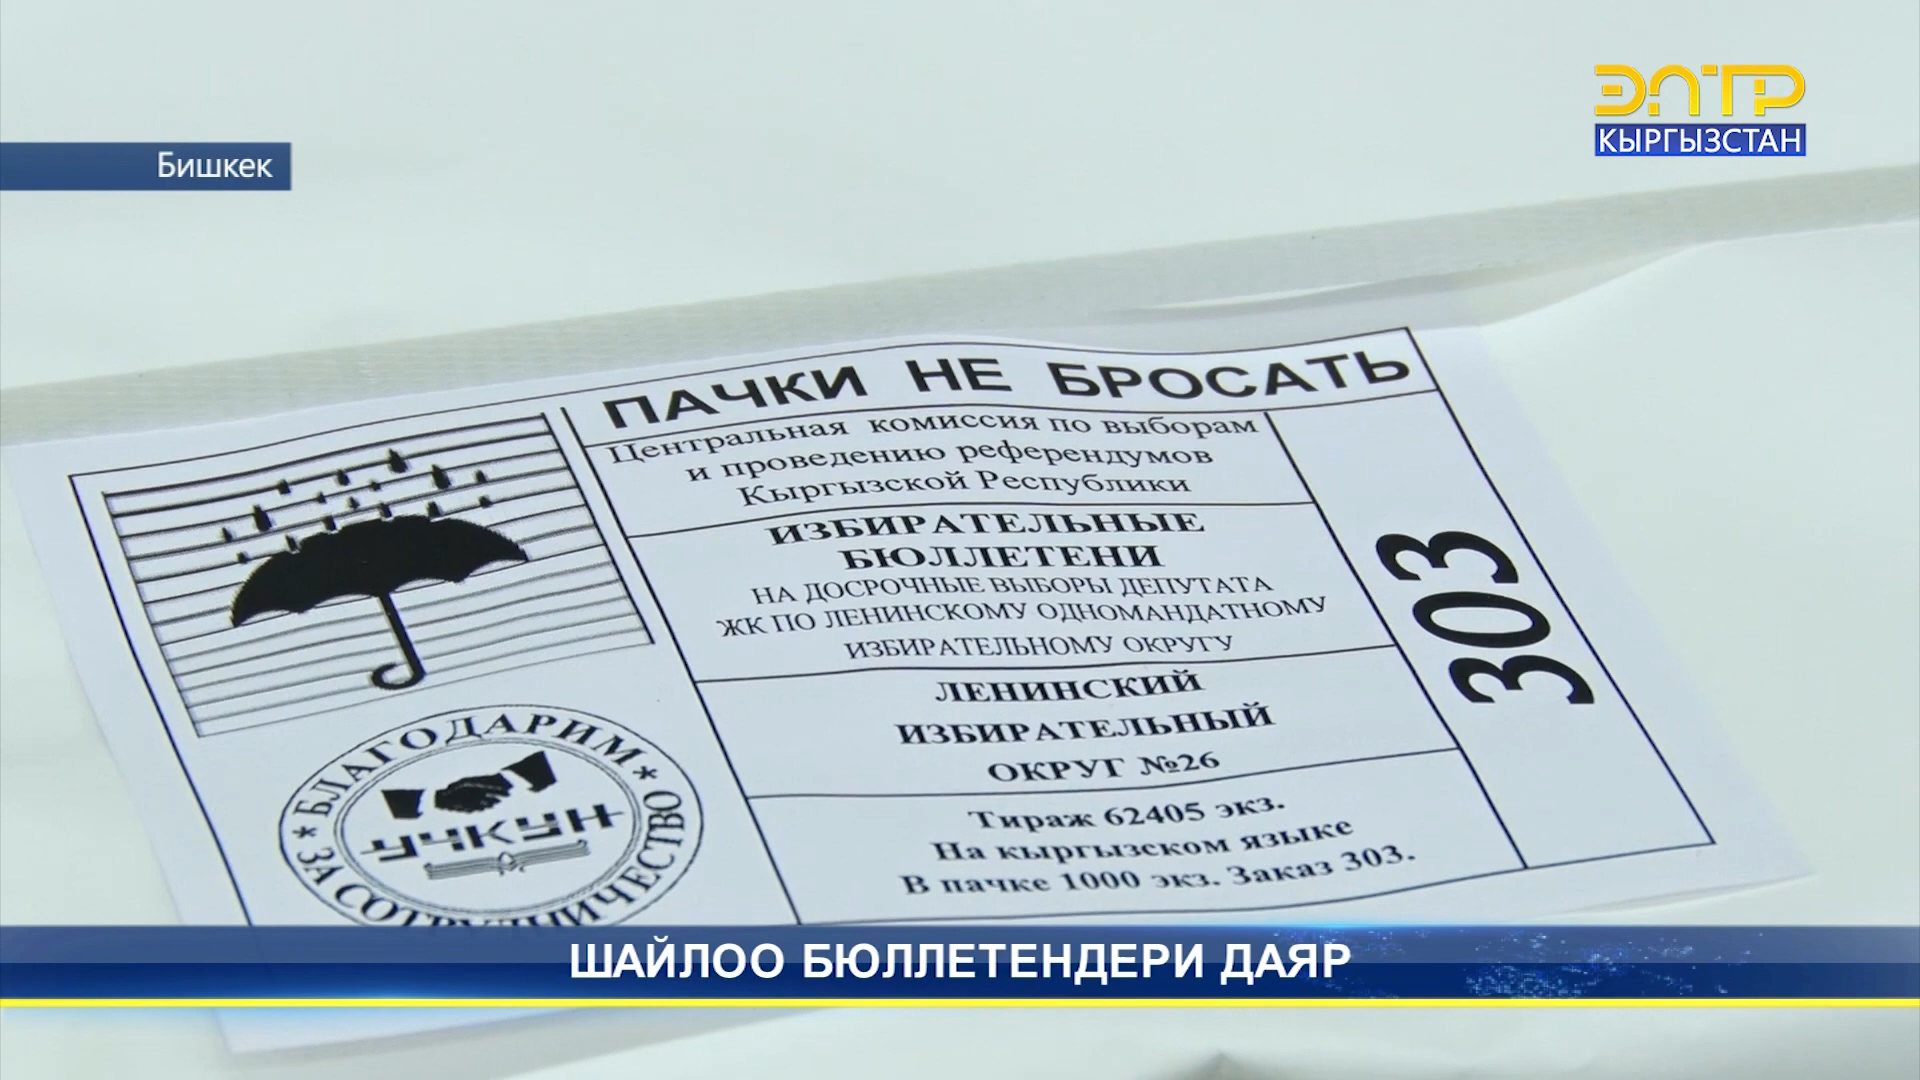 ЭЛТР
КЫРГЫЗСТАН
Бишкек
ПАЧКИ НЕ БРОСАТЬ
Центральная комиссия по выборам
и проведению референдумов
Кыргызской Республики
ИЗБИРАТЕЛЬНЫЕ
БЮЛЛЕТЕНИ
НА ДОСРОЧНЫЕ ВЫБОРЫ ДЕПУТАТА
ЖК ПО ЛЕНИНСКОМУ ОДНОМАНДАТНОМУ
ИЗБИРАТЕЛЬНОМУ ОКРУГУ
ЛЕНИНСКИЙ
ИЗБИРАТЕЛЬНЫЙ
ОКРУГ №26
Тираж 62405 экз.
На кыргызском языке
В пачке 1000 экз. Заказ 303.
303
* БЛАГОДАРИМ *
УЧКУН
ЗА СОТРУДНИЧЕСТВО
ШАЙЛОО БЮЛЛЕТЕНДЕРИ ДАЯР